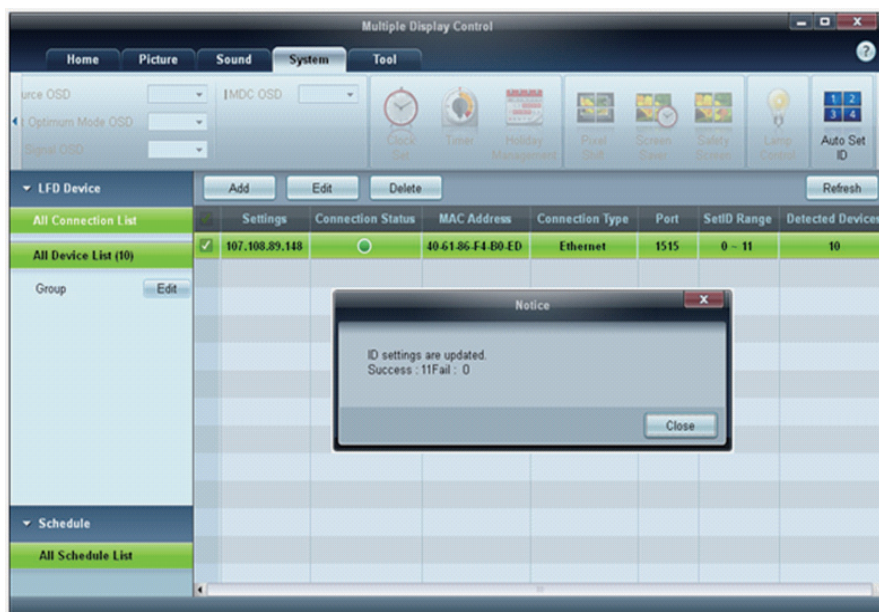 Multiple Display Control
Home Picture Sound System Tool
?
urce OSD
MDC OSD
Optimum Mode OSD
Signal OSD
Clock Set
Timer
Holiday Management
Pixel Shift
Screen Saver
Safety Screen
Lamp Control
1 2 3 4
Auto Set ID
LFD Device
Add Edit Delete Refresh
All Connection List
Settings Connection Status MAC Address Connection Type Port SetID Range Detected Devices
All Device List (10)
107.108.89.148 40-61-86-F4-B0-ED Ethernet 1515 0 ~ 11 10
Group Edit
Notice
ID settings are updated.
Success : 11Fail : 0
Close
Schedule
All Schedule List